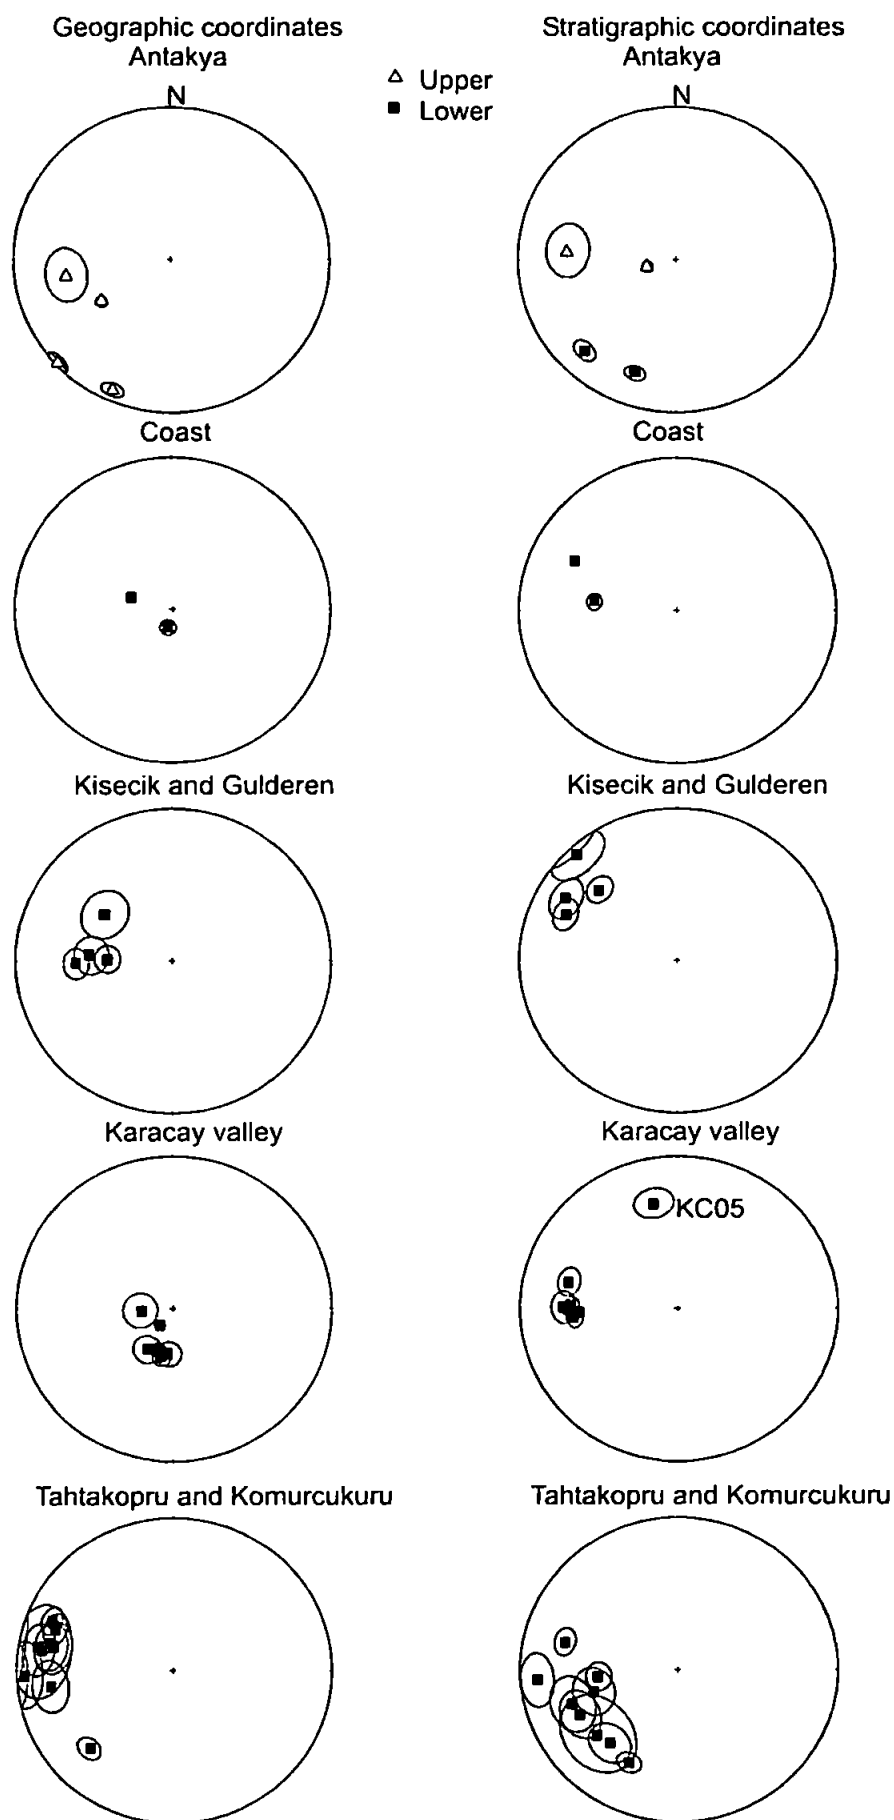 Geographic coordinates
Antakya
Stratigraphic coordinates
Antakya
Upper
Lower
N
N
Coast
Coast
Kisecik and Gulderen
Kisecik and Gulderen
Karacay valley
Karacay valley
KC05
Tahtakopru and Komurcukuru
Tahtakopru and Komurcukuru